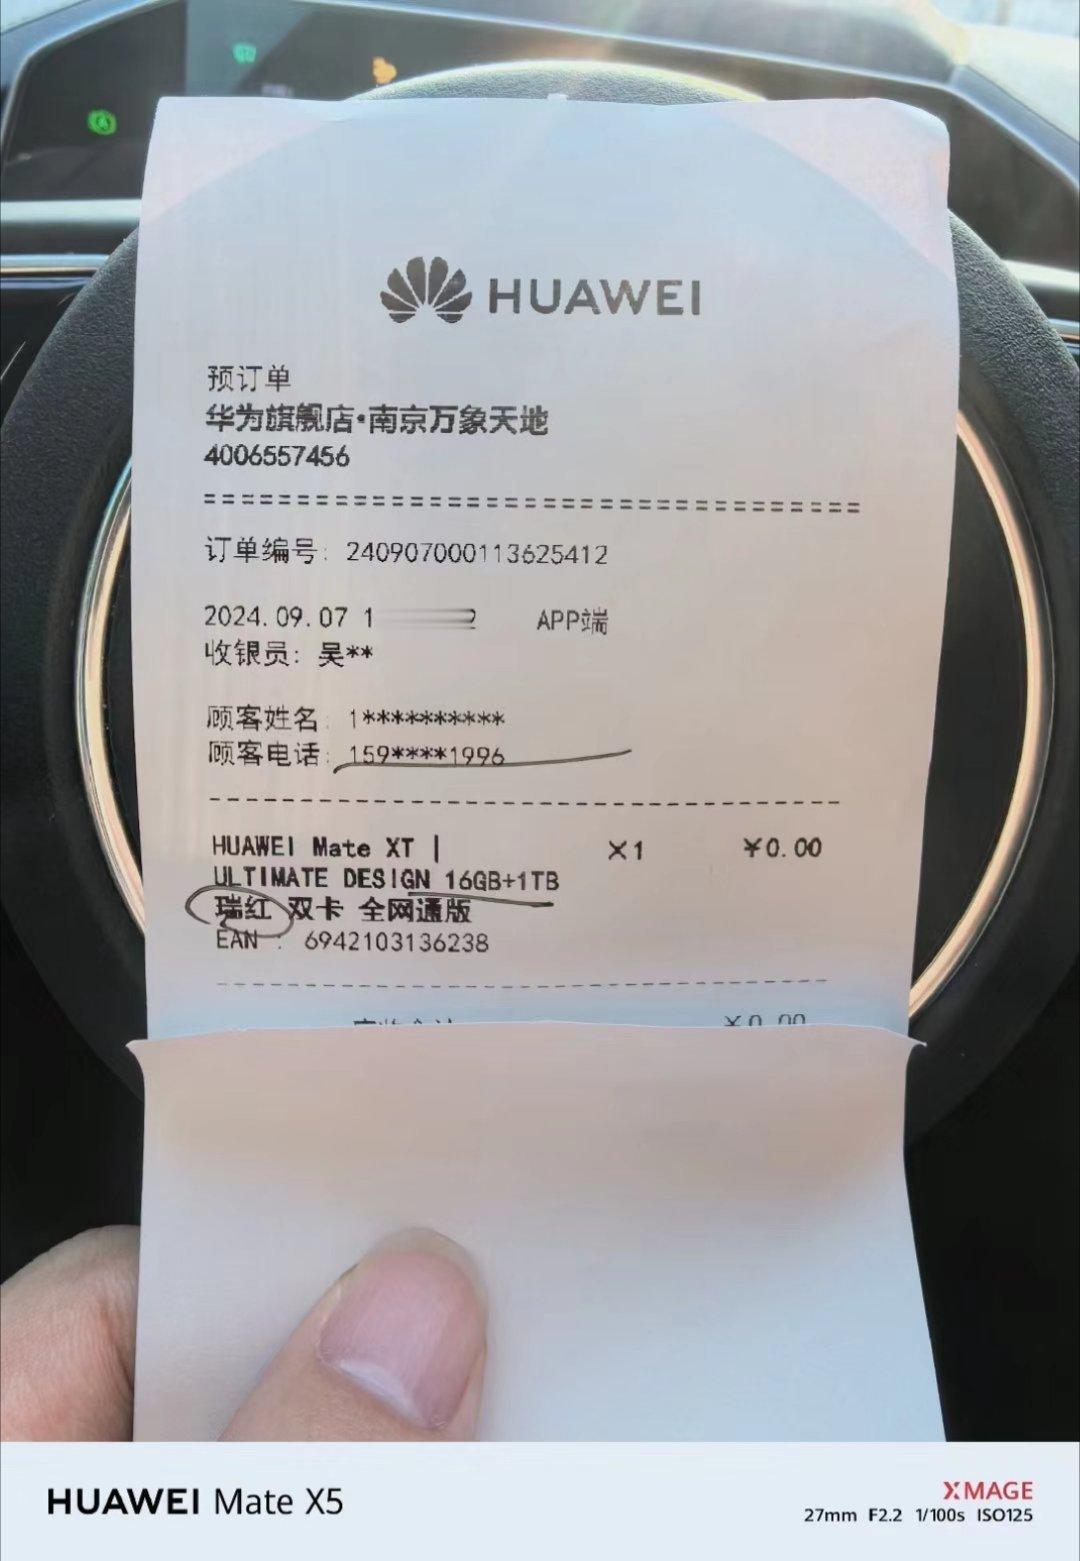 HUAWEI
预订单
华为旗舰店·南京万象天地
4006557456
===================================
订单编号: 240907000113625412
2024.09.07 1 APP端
收银员: 吴**
顾客姓名: 1**********
顾客电话: 159****1996
HUAWEI Mate XT | ×1 ¥0.00
ULTIMATE DESIGN 16GB+1TB
瑞红 双卡 全网通版
EAN : 6942103136238
¥0.00
HUAWEI Mate X5
XMAGE
27mm F2.2 1/100s ISO125